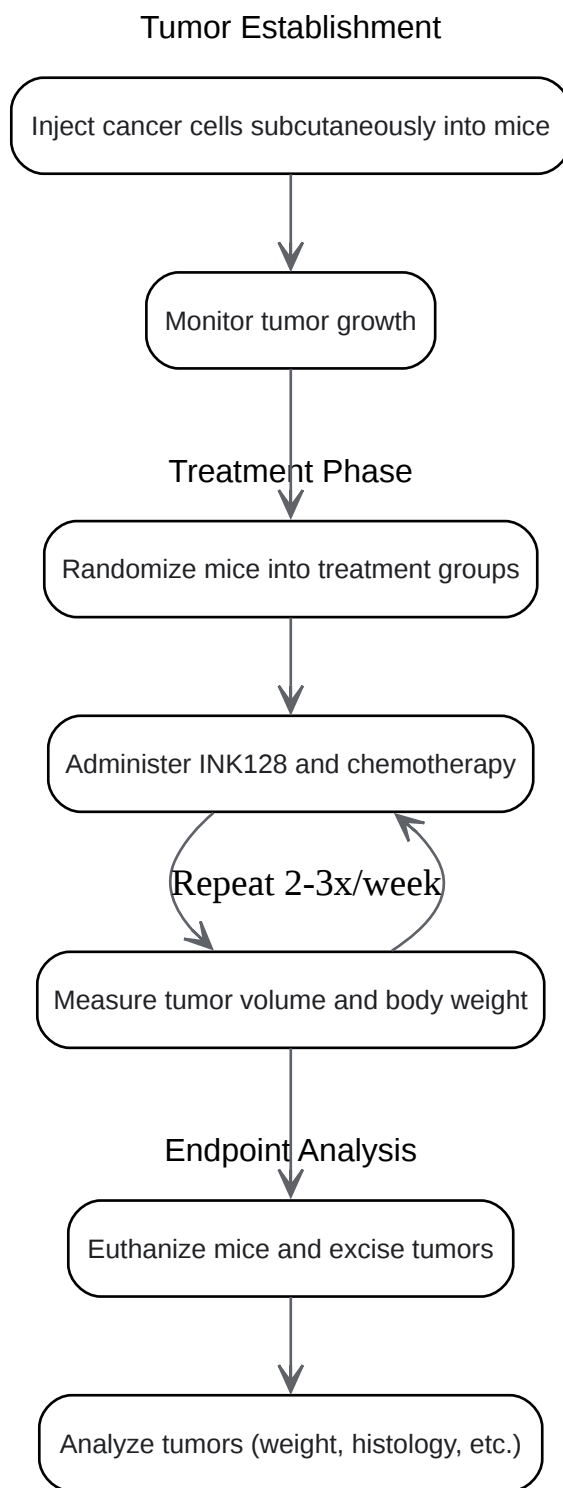 Tumor Establishment
Inject cancer cells subcutaneously into mice
Monitor tumor growth
Treatment Phase
Randomize mice into treatment groups
Administer INK128 and chemotherapy
Repeat 2-3x/week
Measure tumor volume and body weight
Endpoint Analysis
Euthanize mice and excise tumors
Analyze tumors (weight, histology, etc.)